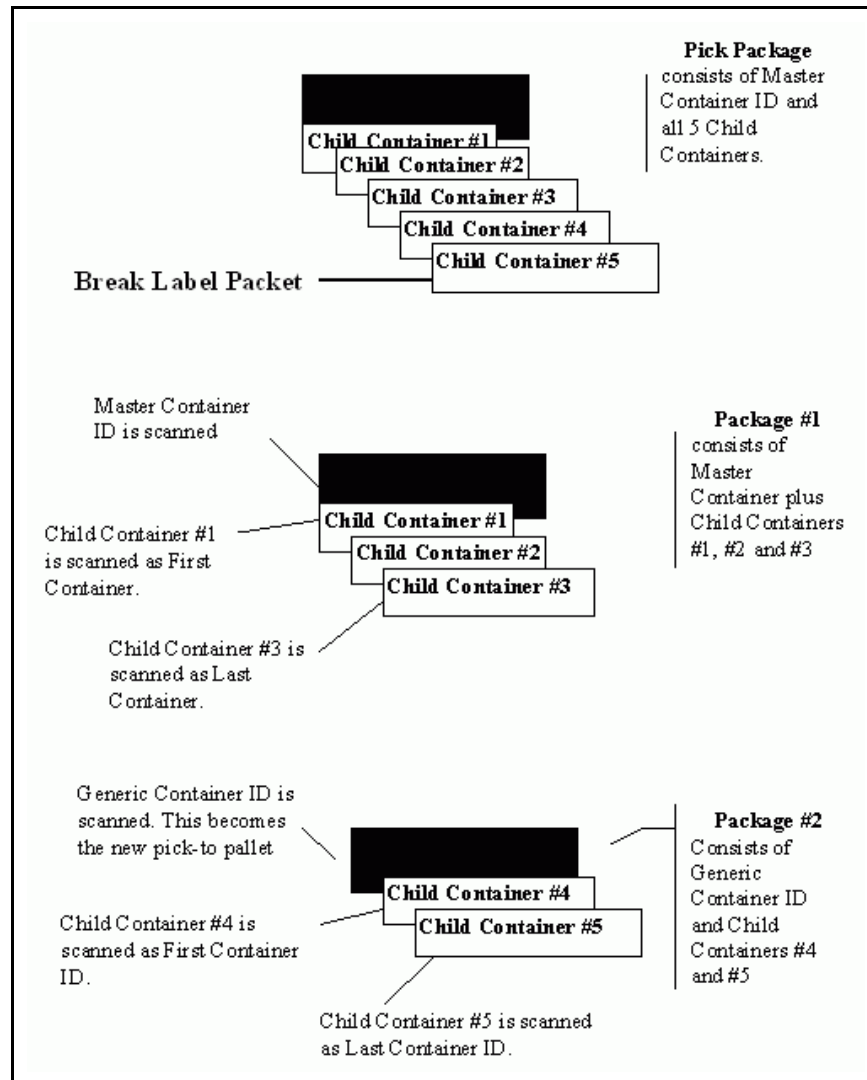 Pick Package
consists of Master
Container ID and
all 5 Child
Containers.
Child Container #1
Child Container #2
Child Container #3
Child Container #4
Child Container #5
Break Label Packet
Master Container
ID is scanned
Package #1
consists of
Master
Container plus
Child Containers
#1, #2 and #3
Child Container #1
Child Container #2
Child Container #3
Child Container #1
is scanned as First
Container.
Child Container #3 is
scanned as Last
Container.
Generic Container ID is
scanned. This becomes
the new pick-to pallet
Package #2
Consists of
Generic
Container ID
and Child
Containers #4
and #5
Child Container #4
Child Container #5
Child Container #4 is
scanned as First Container
ID.
Child Container #5 is scanned
as Last Container ID.